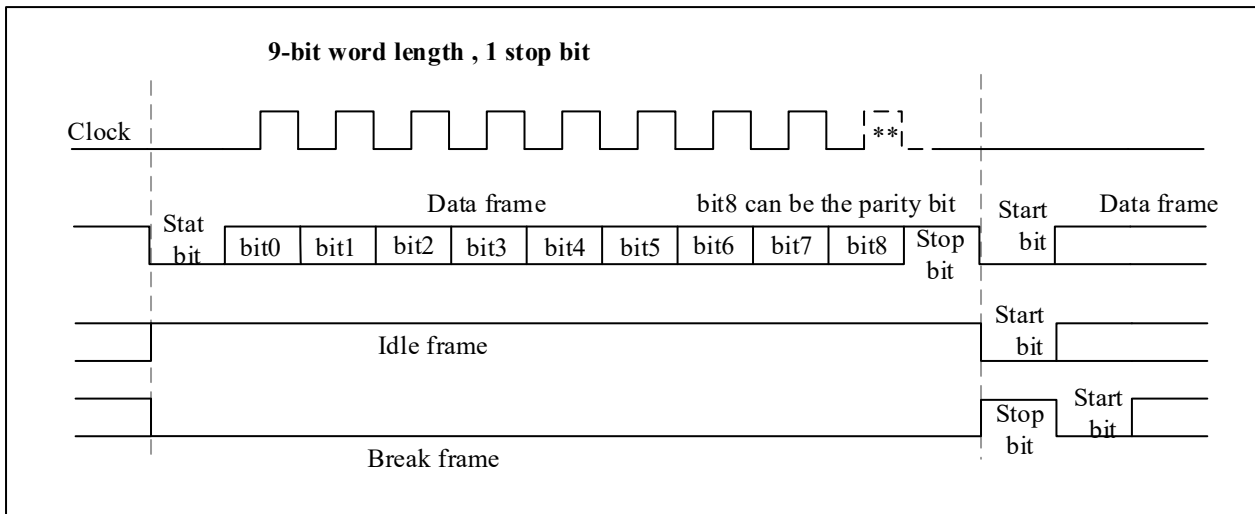 9-bit word length , 1 stop bit
Clock
**
Data frame
bit8 can be the parity bit
Stat
bit
Start
bit
Data frame
bit0
bit1
bit2
bit3
bit4
bit5
bit6
bit7
bit8
Stop
bit
Idle frame
Start
bit
Break frame
Stop
bit
Start
bit